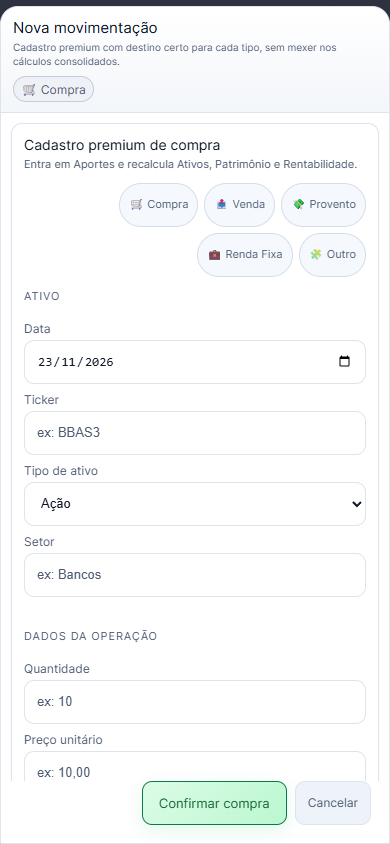 Nova movimentação
Cadastro premium com destino certo para cada tipo, sem mexer nos
cálculos consolidados.
🛒 Compra
Cadastro premium de compra
Entra em Aportes e recalcula Ativos, Patrimônio e Rentabilidade.
🛒 Compra
📤 Venda
💸 Provento
💼 Renda Fixa
🧩 Outro
ATIVO
Data
23/11/2026
Ticker
ex: BBAS3
Tipo de ativo
Ação
Setor
ex: Bancos
DADOS DA OPERAÇÃO
Quantidade
ex: 10
Preço unitário
ex: 10,00
Confirmar compra
Cancelar